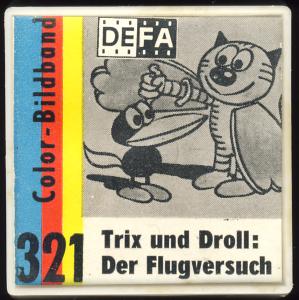 DEFA
Color-Bildband
321
Trix und Droll:
Der Flugversuch